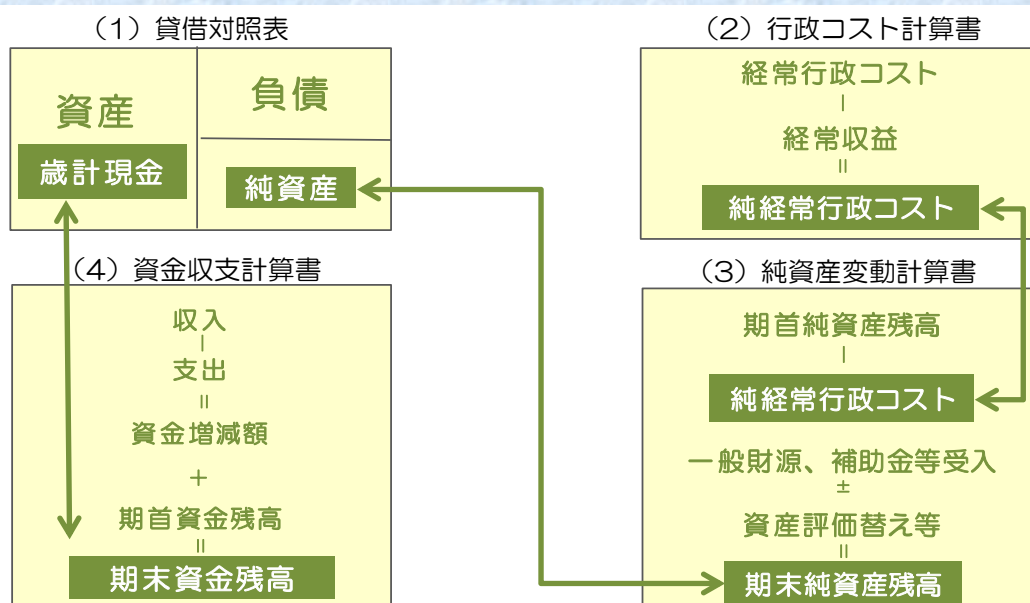 （1）貸借対照表
資産
歳計現金
負債
純資産
（2）行政コスト計算書
経常行政コスト
－
経常収益
＝
純経常行政コスト
（4）資金収支計算書
収入
－
支出
＝
資金増減額
＋
期首資金残高
＝
期末資金残高
（3）純資産変動計算書
期首純資産残高
－
純経常行政コスト
一般財源、補助金等受入
±
資産評価替え等
＝
期末純資産残高